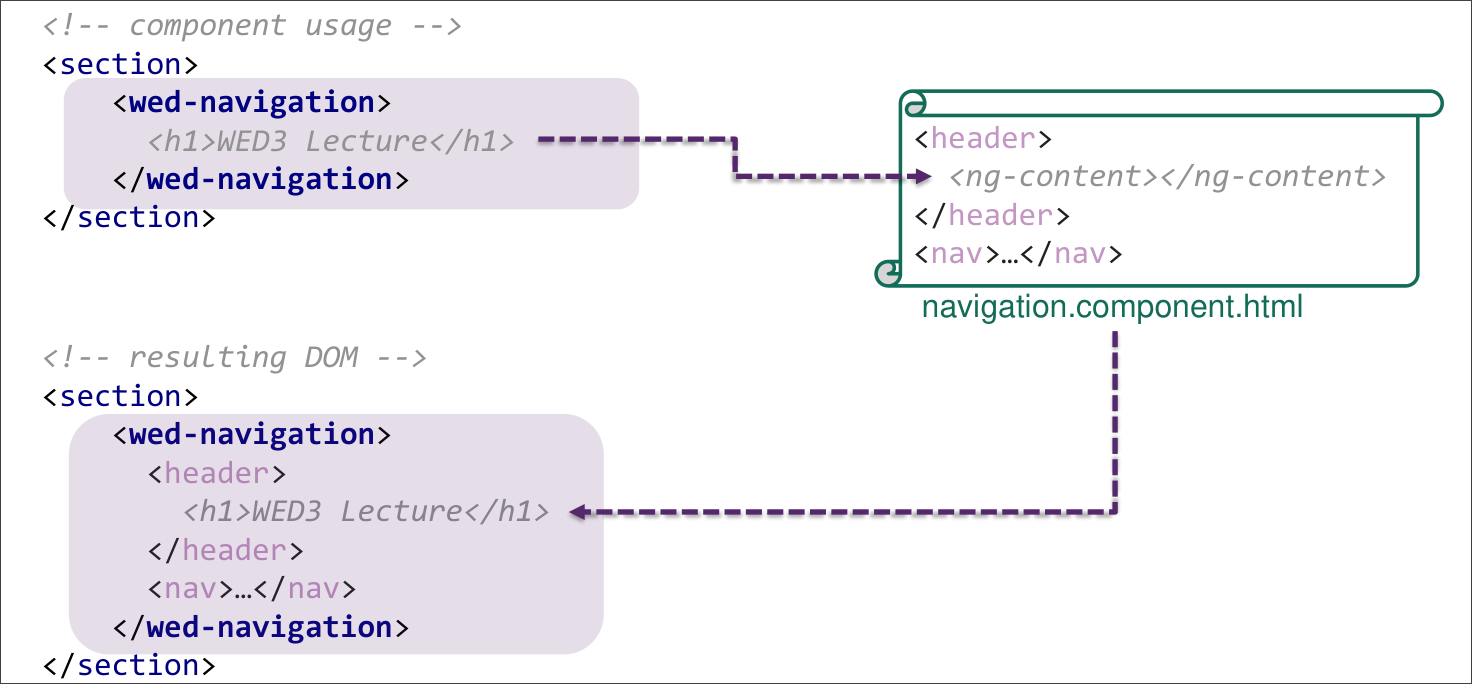 <!-- component usage -->
<section>
<wed-navigation>
<h1>WED3 Lecture</h1>
</wed-navigation>
</section>
<header>
<ng-content></ng-content>
</header>
<nav>…</nav>
navigation.component.html
<!-- resulting DOM -->
<section>
<wed-navigation>
<header>
<h1>WED3 Lecture</h1>
</header>
<nav>…</nav>
</wed-navigation>
</section>